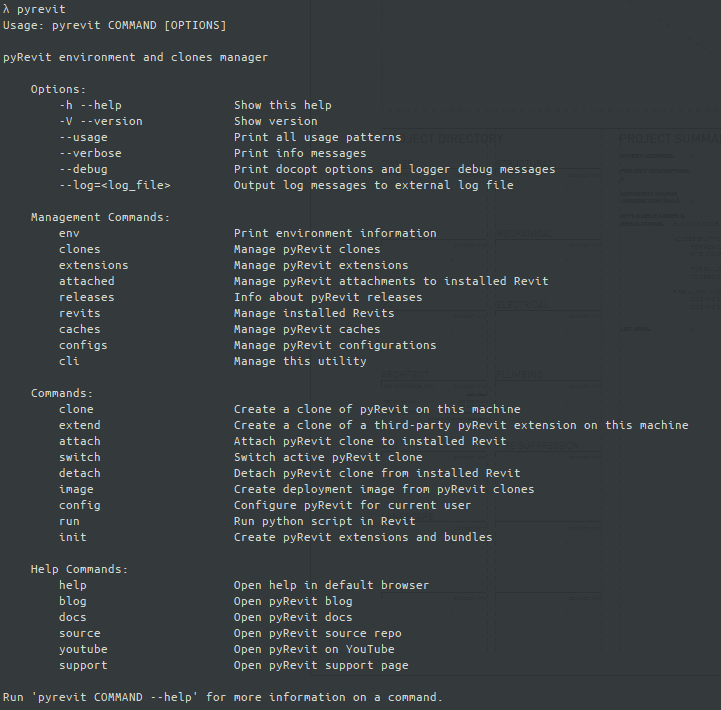 λ pyrevit
Usage: pyrevit COMMAND [OPTIONS]
pyRevit environment and clones manager
Options:
-h --help Show this help
-V --version Show version
--usage Print all usage patterns
--verbose Print info messages
--debug Print docopt options and logger debug messages
--log=<log_file> Output log messages to external log file
Management Commands:
env Print environment information
clones Manage pyRevit clones
extensions Manage pyRevit extensions
attached Manage pyRevit attachments to installed Revit
releases Info about pyRevit releases
revits Manage installed Revits
caches Manage pyRevit caches
configs Manage pyRevit configurations
cli Manage this utility
Commands:
clone Create a clone of pyRevit on this machine
extend Create a clone of a third-party pyRevit extension on this machine
attach Attach pyRevit clone to installed Revit
switch Switch active pyRevit clone
detach Detach pyRevit clone from installed Revit
image Create deployment image from pyRevit clones
config Configure pyRevit for current user
run Run python script in Revit
init Create pyRevit extensions and bundles
Help Commands:
help Open help in default browser
blog Open pyRevit blog
docs Open pyRevit docs
source Open pyRevit source repo
youtube Open pyRevit on YouTube
support Open pyRevit support page
Run 'pyrevit COMMAND --help' for more information on a command.